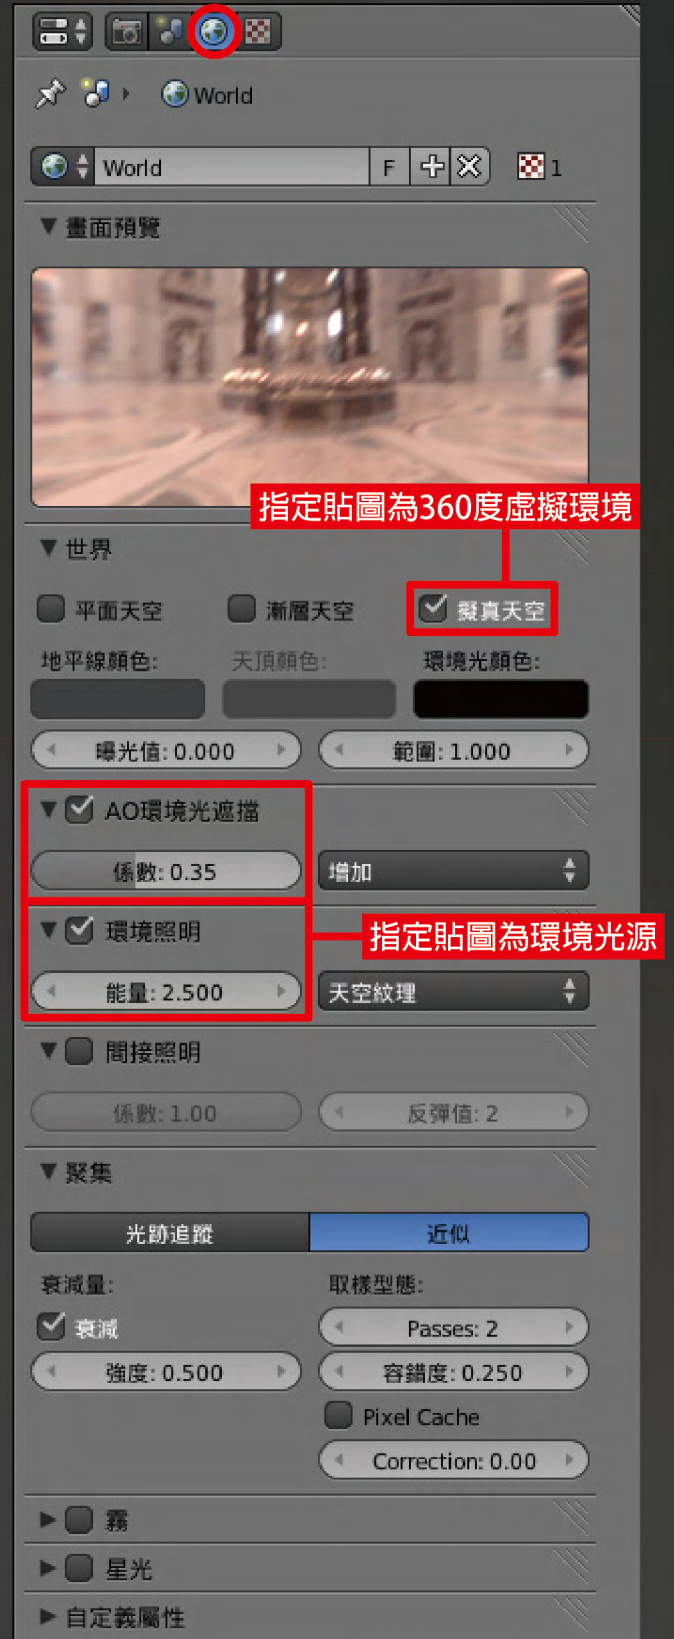 World
World F 1
畫面預覽
指定貼圖為360度虛擬環境
世界
平面天空 漸層天空 擬真天空
地平線顏色: 天頂顏色: 環境光顏色:
曝光值: 0.000 範圍: 1.000
AO環境光遮擋
係數: 0.35 增加
環境照明 指定貼圖為環境光源
能量: 2.500 天空紋理
間接照明
係數: 1.00 反彈值: 2
聚集
光跡追蹤 近似
衰減量: 取樣型態:
衰減 Passes: 2
強度: 0.500 容錯度: 0.250
Pixel Cache
Correction: 0.00
霧
星光
自定義屬性